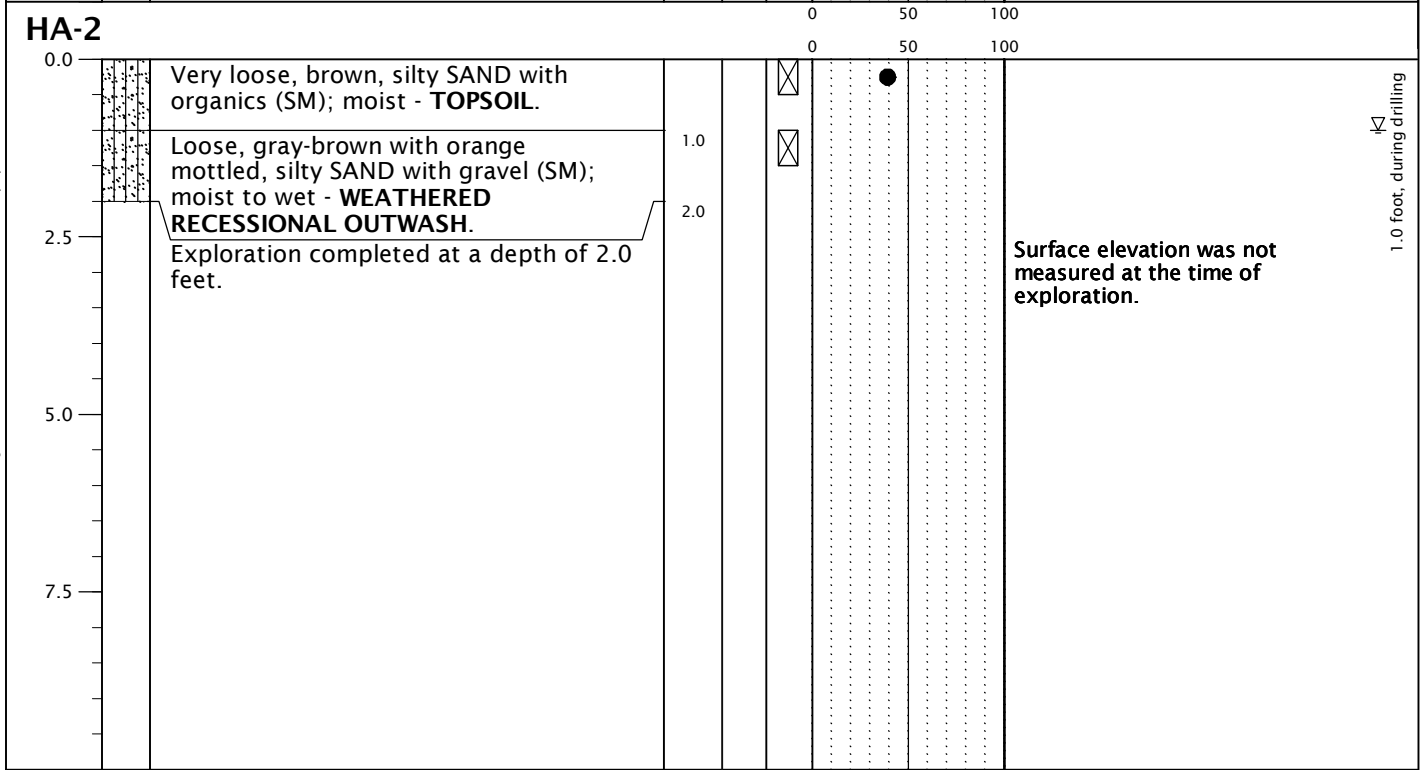 0 50 100
HA-2
0 50 100
0.0
Very loose, brown, silty SAND with
organics (SM); moist - TOPSOIL.
1.0
Loose, gray-brown with orange
mottled, silty SAND with gravel (SM);
moist to wet - WEATHERED
RECESSIONAL OUTWASH.
2.0
2.5
Exploration completed at a depth of 2.0
feet.
Surface elevation was not
measured at the time of
exploration.
1.0 foot, during drilling
5.0
7.5